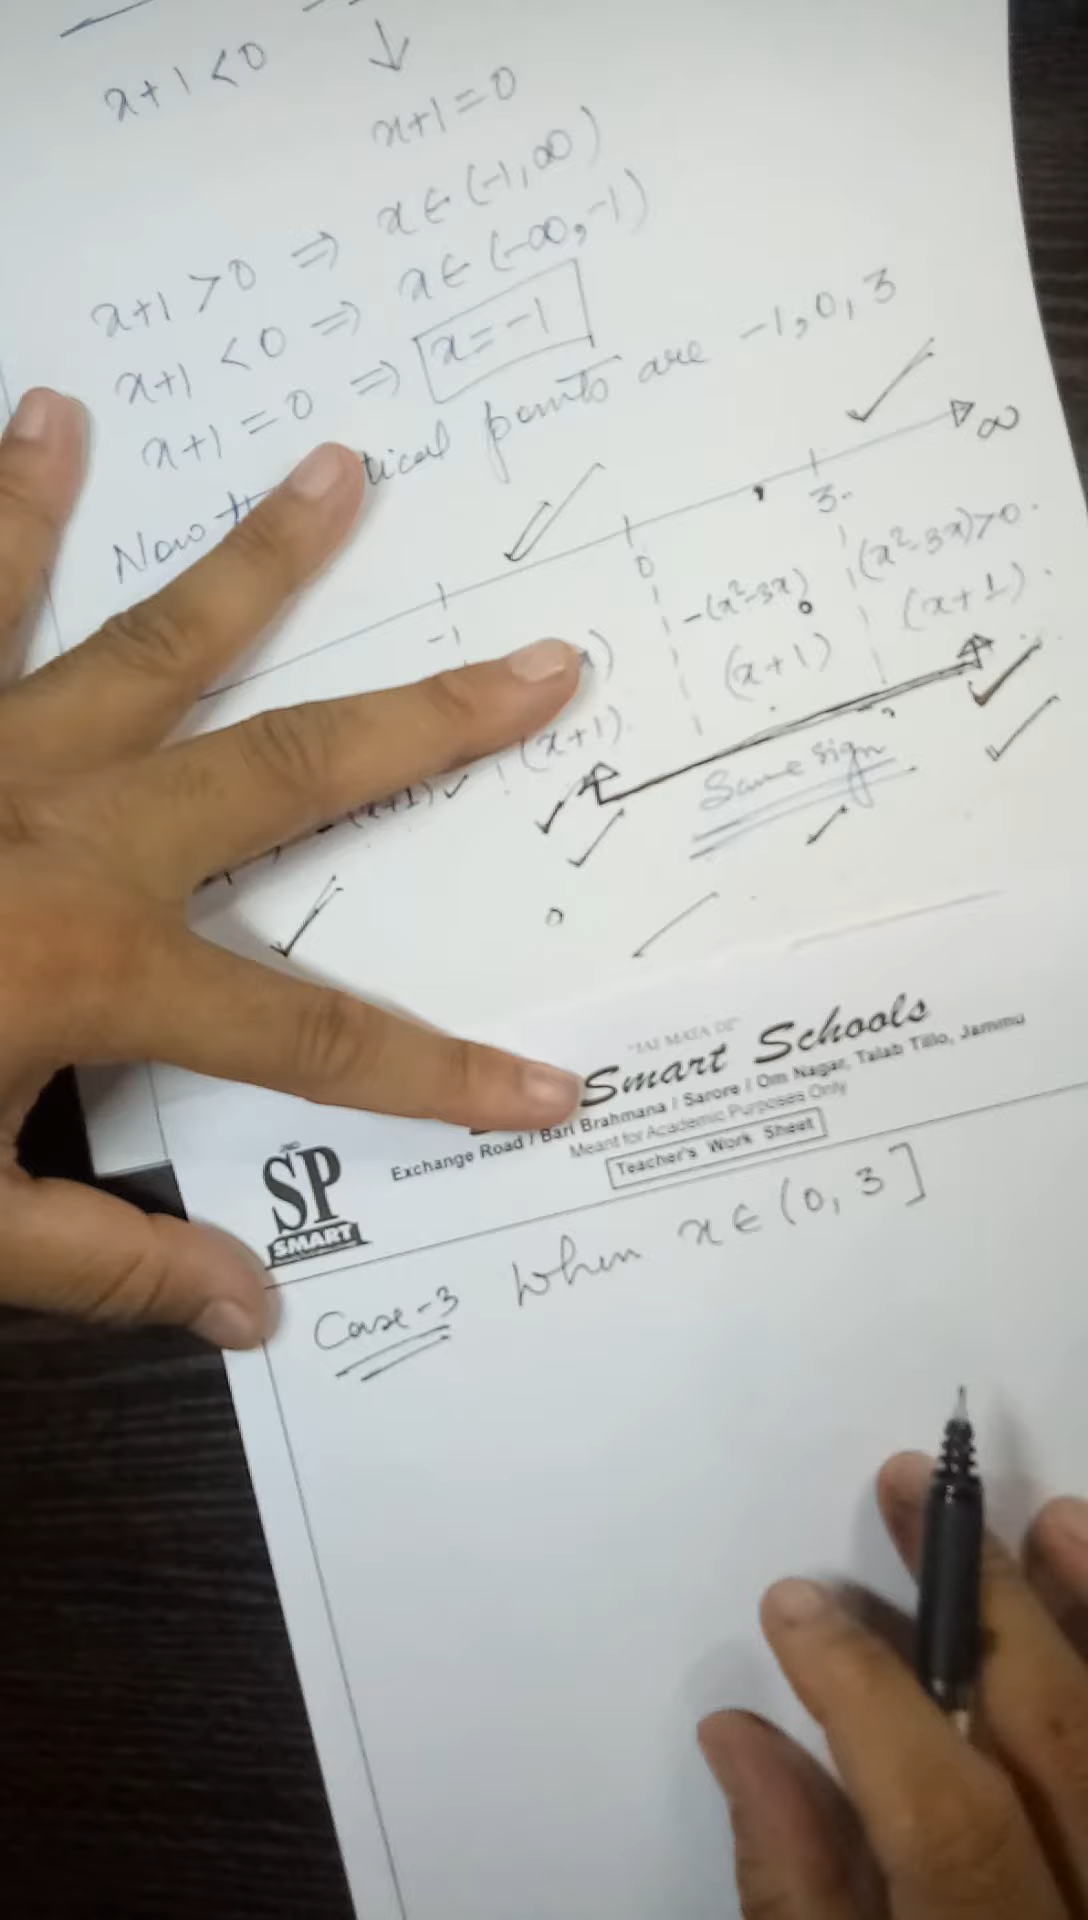 x+1<0
↓
x+1=0
x+1>0 ⇒ x∈(-1,∞)
x+1<0 ⇒ x∈(-∞,-1)
x+1=0 ⇒ x=-1
Now tical points are -1,0,3
-1 0 3 ∞
-(x²-3x) (x²-3x)>0.
(x+1) (x+1) (x+1).
-(x+1)
Same sign
"JAI MATA DI"
Smart Schools
Exchange Road / Bari Brahmana / Sarore / Om Nagar, Talab Tillo, Jammu
Meant for Academic Purposes Only
Teacher's Work Sheet
SP
SMART
Case-3 When x∈(0,3]